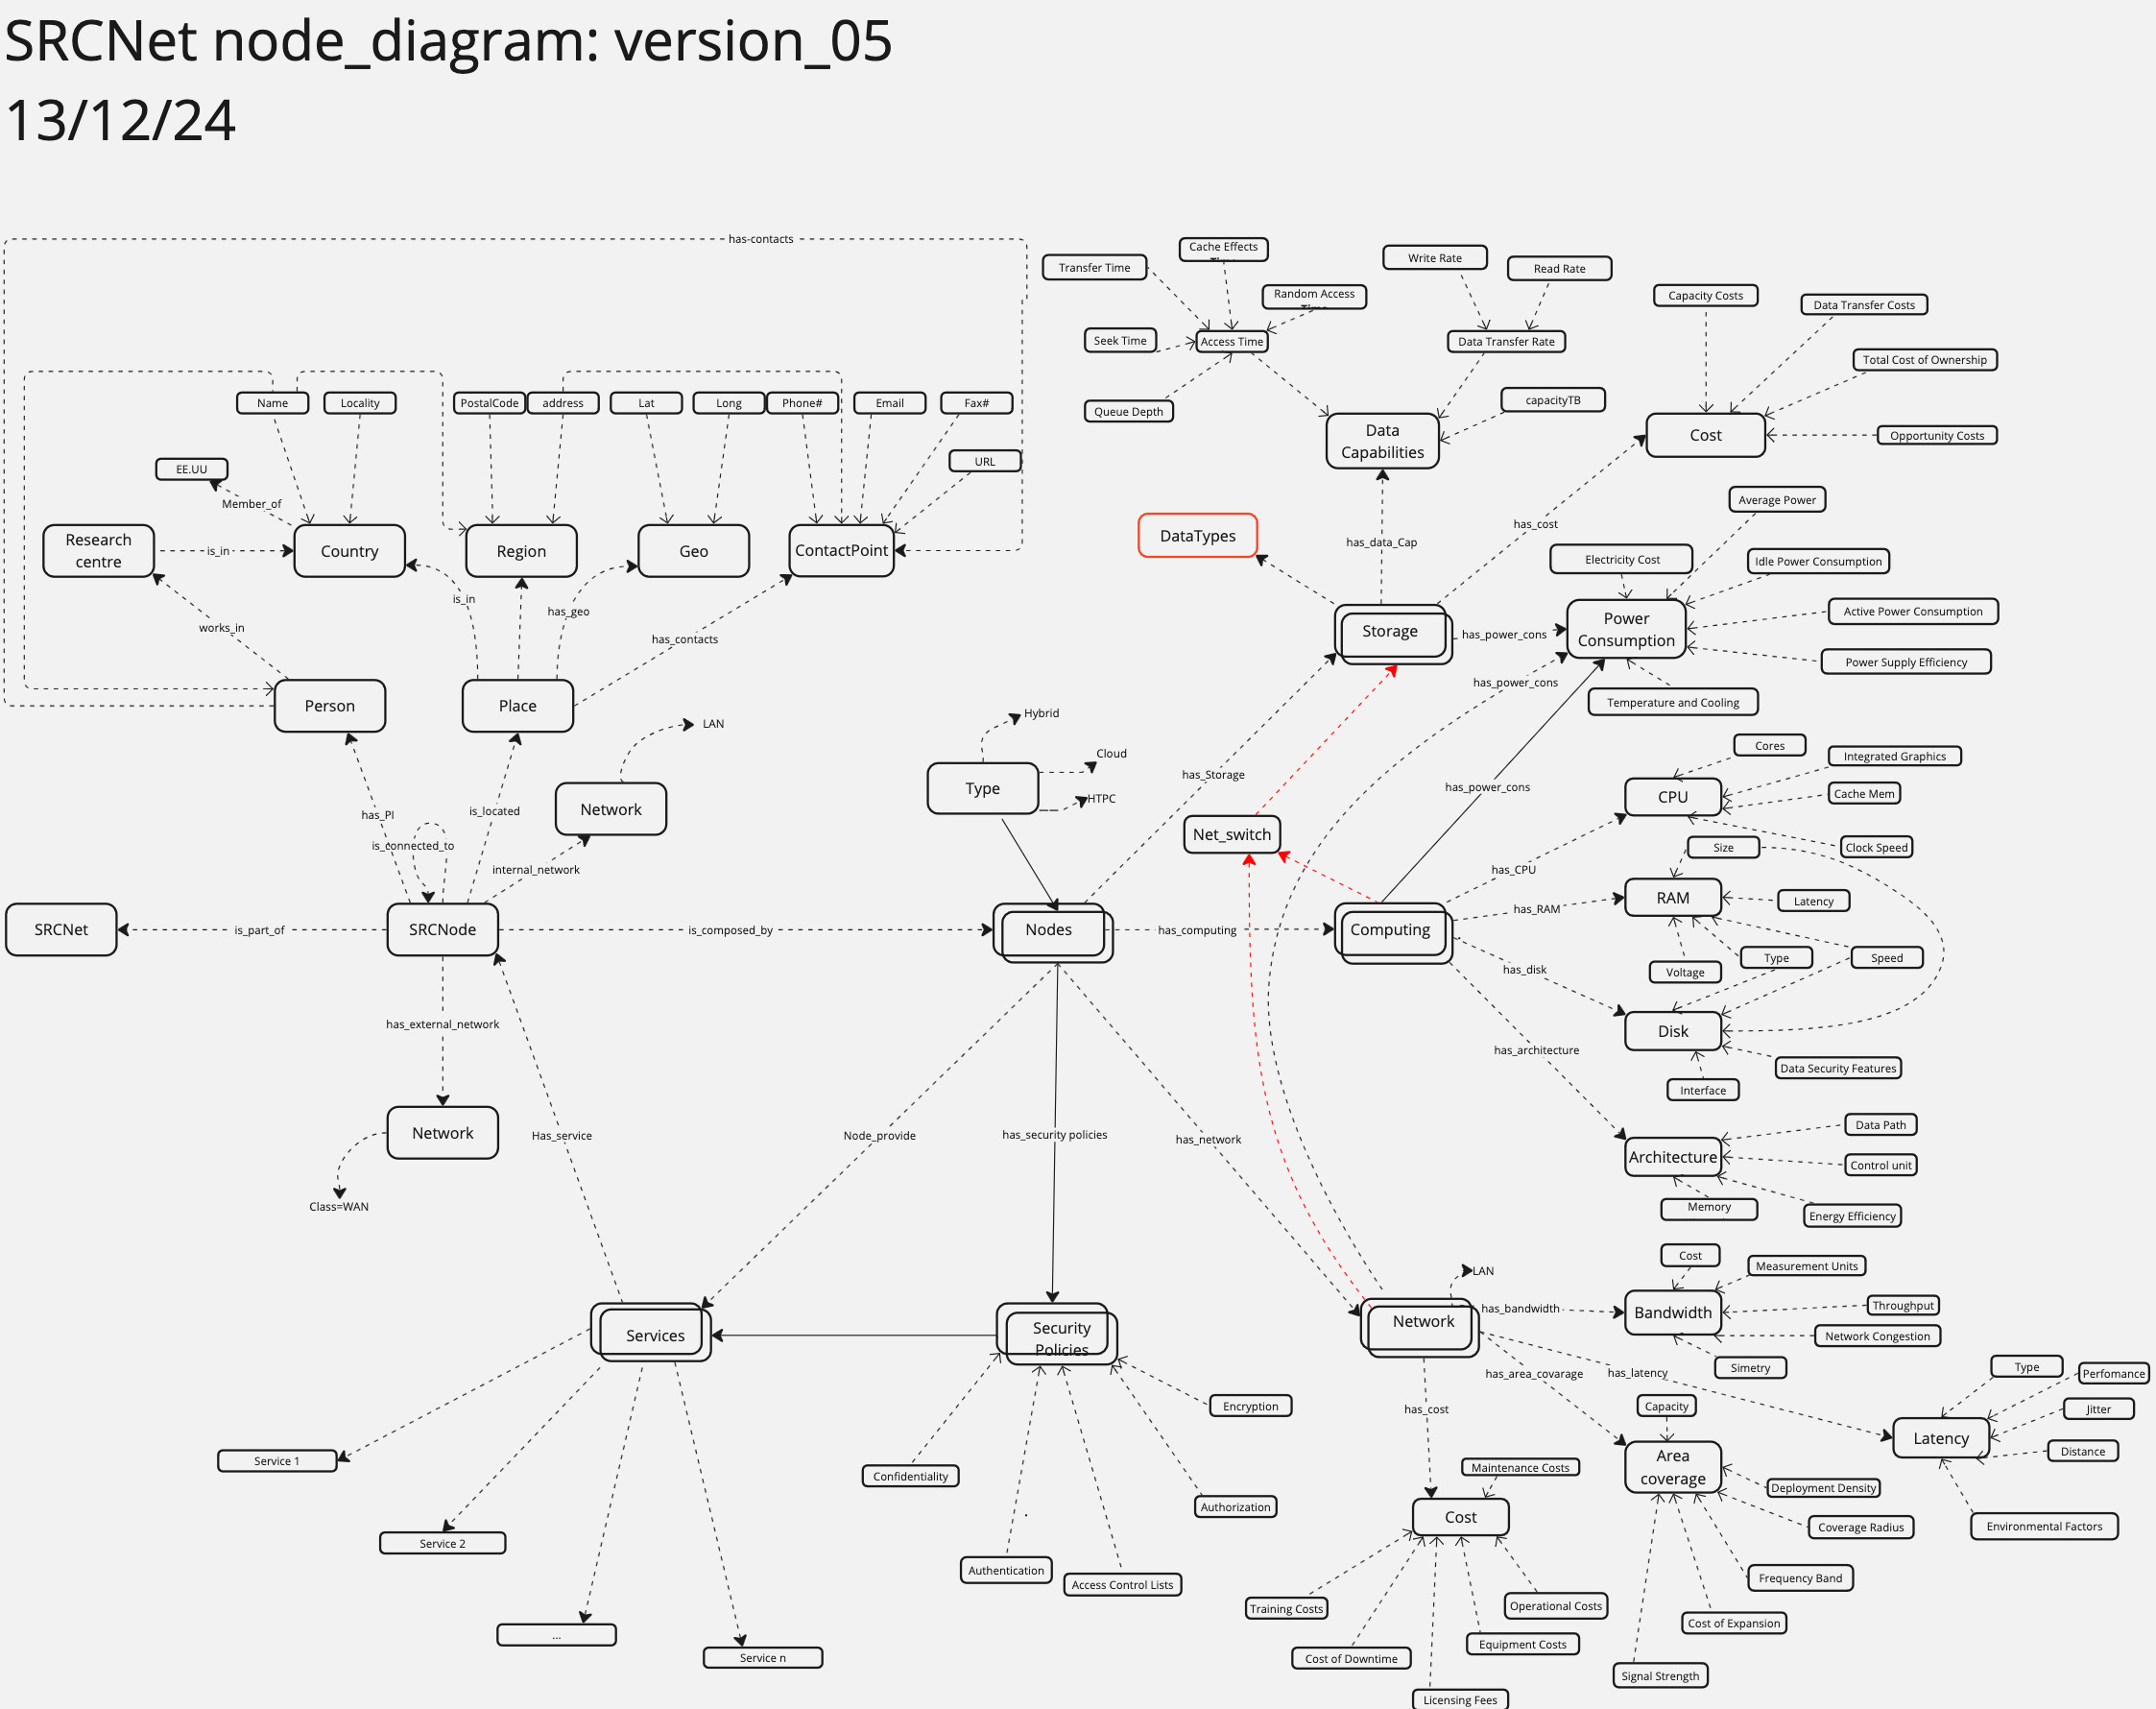 SRCNet node_diagram: version_05
13/12/24
has-contacts
Cache Effects
Transfer Time
Write Rate
Read Rate
Random Access
Capacity Costs
Data Transfer Costs
Seek Time
Access Time
Data Transfer Rate
Total Cost of Ownership
Name
Locality
PostalCode
address
Lat
Long
Phone#
Email
Fax#
Queue Depth
capacityTB
Data
Capabilities
Cost
Opportunity Costs
EE.UU
URL
Member_of
Average Power
has_cost
Research
centre
is_in
Country
Region
Geo
ContactPoint
DataTypes
has_data_Cap
Electricity Cost
Idle Power Consumption
is_in
has_geo
Active Power Consumption
works_in
has_contacts
Storage
has_power_cons
Power
Consumption
Power Supply Efficiency
has_power_cons
Temperature and Cooling
Person
Place
LAN
Hybrid
Cloud
Cores
Integrated Graphics
has_Storage
Type
HTPC
has_power_cons
CPU
Cache Mem
Network
has_PI
is_located
Net_switch
is_connected_to
Size
Clock Speed
internal_network
has_CPU
RAM
Latency
has_RAM
SRCNet
is_part_of
SRCNode
is_composed_by
Nodes
has_computing
Computing
Type
Speed
has_disk
Voltage
has_external_network
Disk
has_architecture
Data Security Features
Interface
Network
Has_service
Node_provide
has_security policies
has_network
Data Path
Architecture
Control unit
Class=WAN
Memory
Energy Efficiency
Cost
Measurement Units
LAN
has_bandwidth
Bandwidth
Throughput
Services
Security
Policies
Network
Network Congestion
Simetry
has_area_covarage
has_latency
Type
Perfomance
Encryption
has_cost
Capacity
Jitter
Latency
Distance
Service 1
Confidentiality
Maintenance Costs
Area
coverage
Deployment Density
Authorization
Cost
Coverage Radius
Environmental Factors
Service 2
Authentication
Access Control Lists
Frequency Band
Training Costs
Operational Costs
Cost of Expansion
...
Equipment Costs
Service n
Cost of Downtime
Signal Strength
Licensing Fees